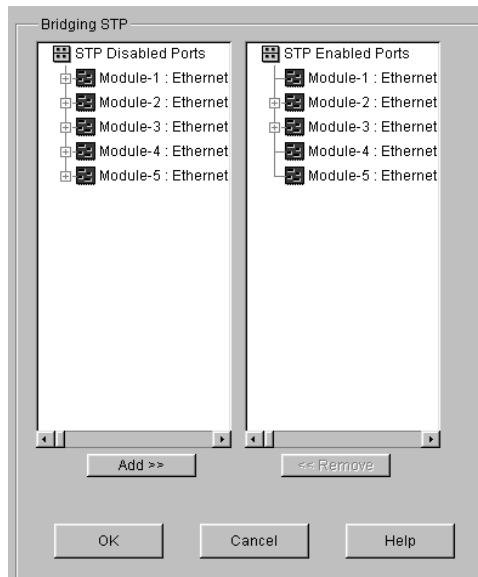 Bridging STP
STP Disabled Ports
Module-1 : Ethernet
Module-2 : Ethernet
Module-3 : Ethernet
Module-4 : Ethernet
Module-5 : Ethernet
STP Enabled Ports
Module-1 : Ethernet
Module-2 : Ethernet
Module-3 : Ethernet
Module-4 : Ethernet
Module-5 : Ethernet
Add >>
<< Remove
OK
Cancel
Help